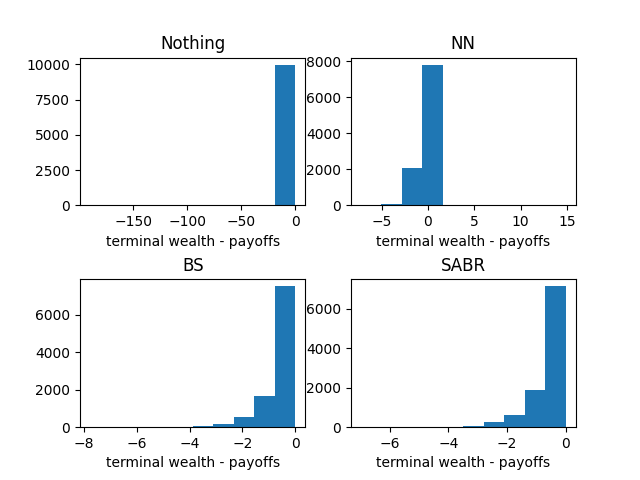 Nothing
10000
7500
5000
2500
0
−150 −100 −50 0
terminal wealth - payoffs
NN
8000
6000
4000
2000
0
−5 0 5 10 15
terminal wealth - payoffs
BS
6000
4000
2000
0
−8 −6 −4 −2 0
terminal wealth - payoffs
SABR
6000
4000
2000
0
−6 −4 −2 0
terminal wealth - payoffs